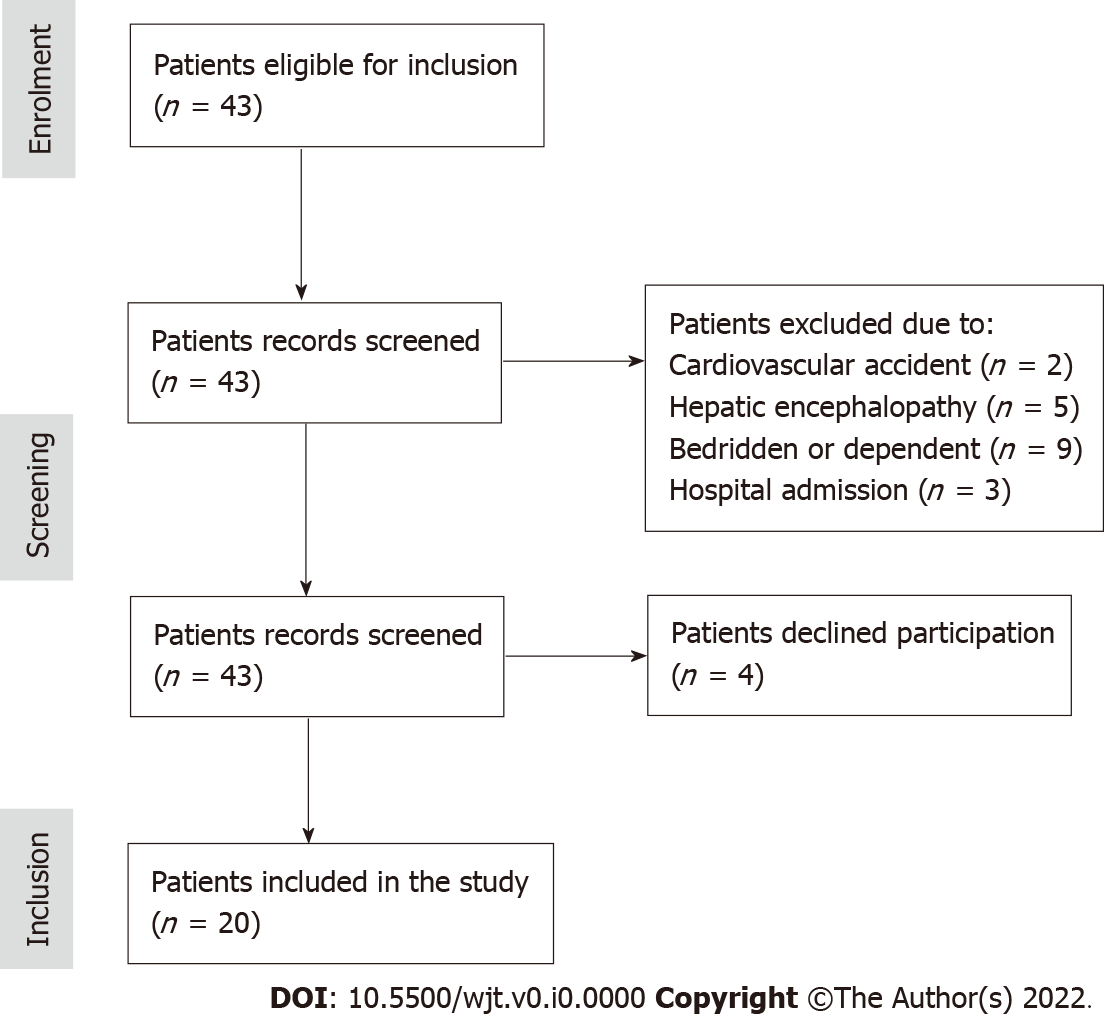 Enrolment
Patients eligible for inclusion
(n = 43)
Patients records screened
(n = 43)
Patients excluded due to:
Cardiovascular accident (n = 2)
Hepatic encephalopathy (n = 5)
Bedridden or dependent (n = 9)
Hospital admission (n = 3)
Screening
Patients records screened
(n = 43)
Patients declined participation
(n = 4)
Inclusion
Patients included in the study
(n = 20)
DOI: 10.5500/wjt.v0.i0.0000 Copyright ©The Author(s) 2022.